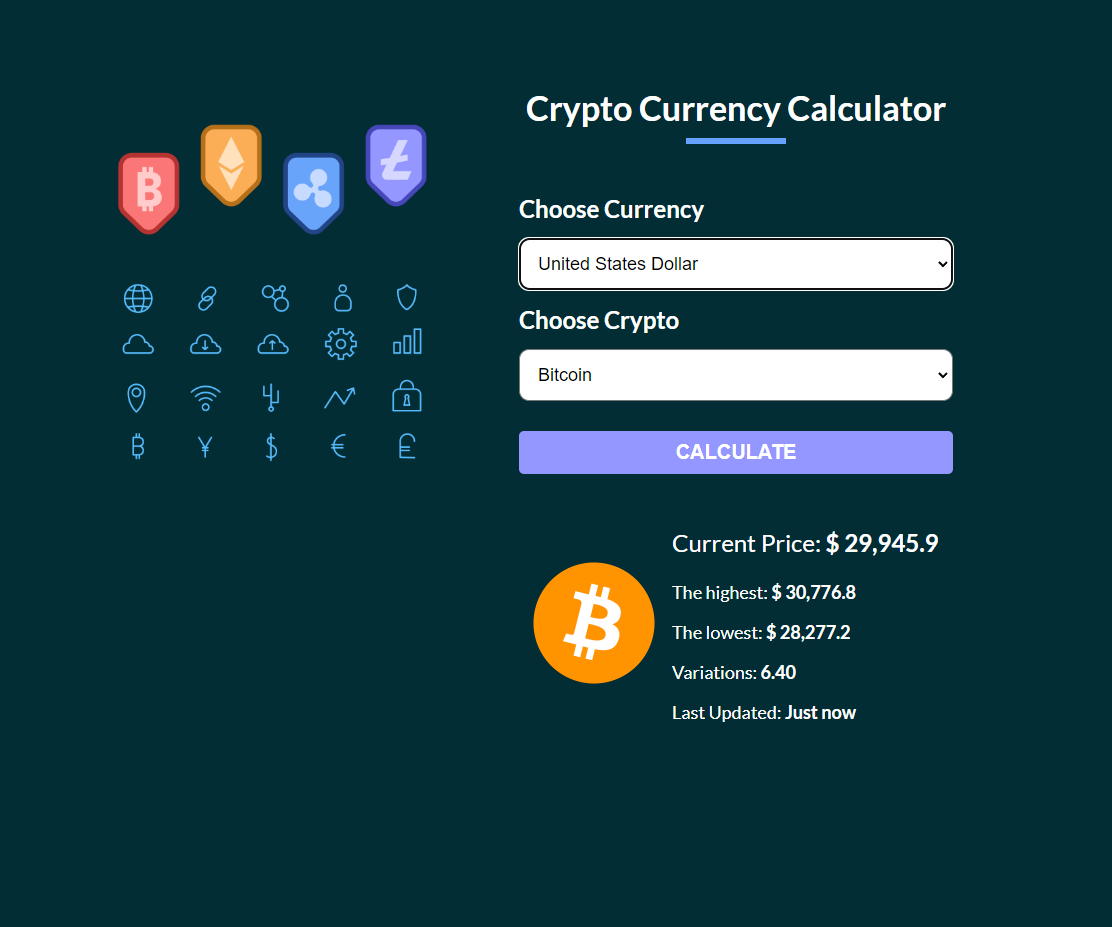 Crypto Currency Calculator
Choose Currency
United States Dollar
Choose Crypto
Bitcoin
CALCULATE
Current Price: $ 29,945.9
The highest: $ 30,776.8
The lowest: $ 28,277.2
Variations: 6.40
Last Updated: Just now